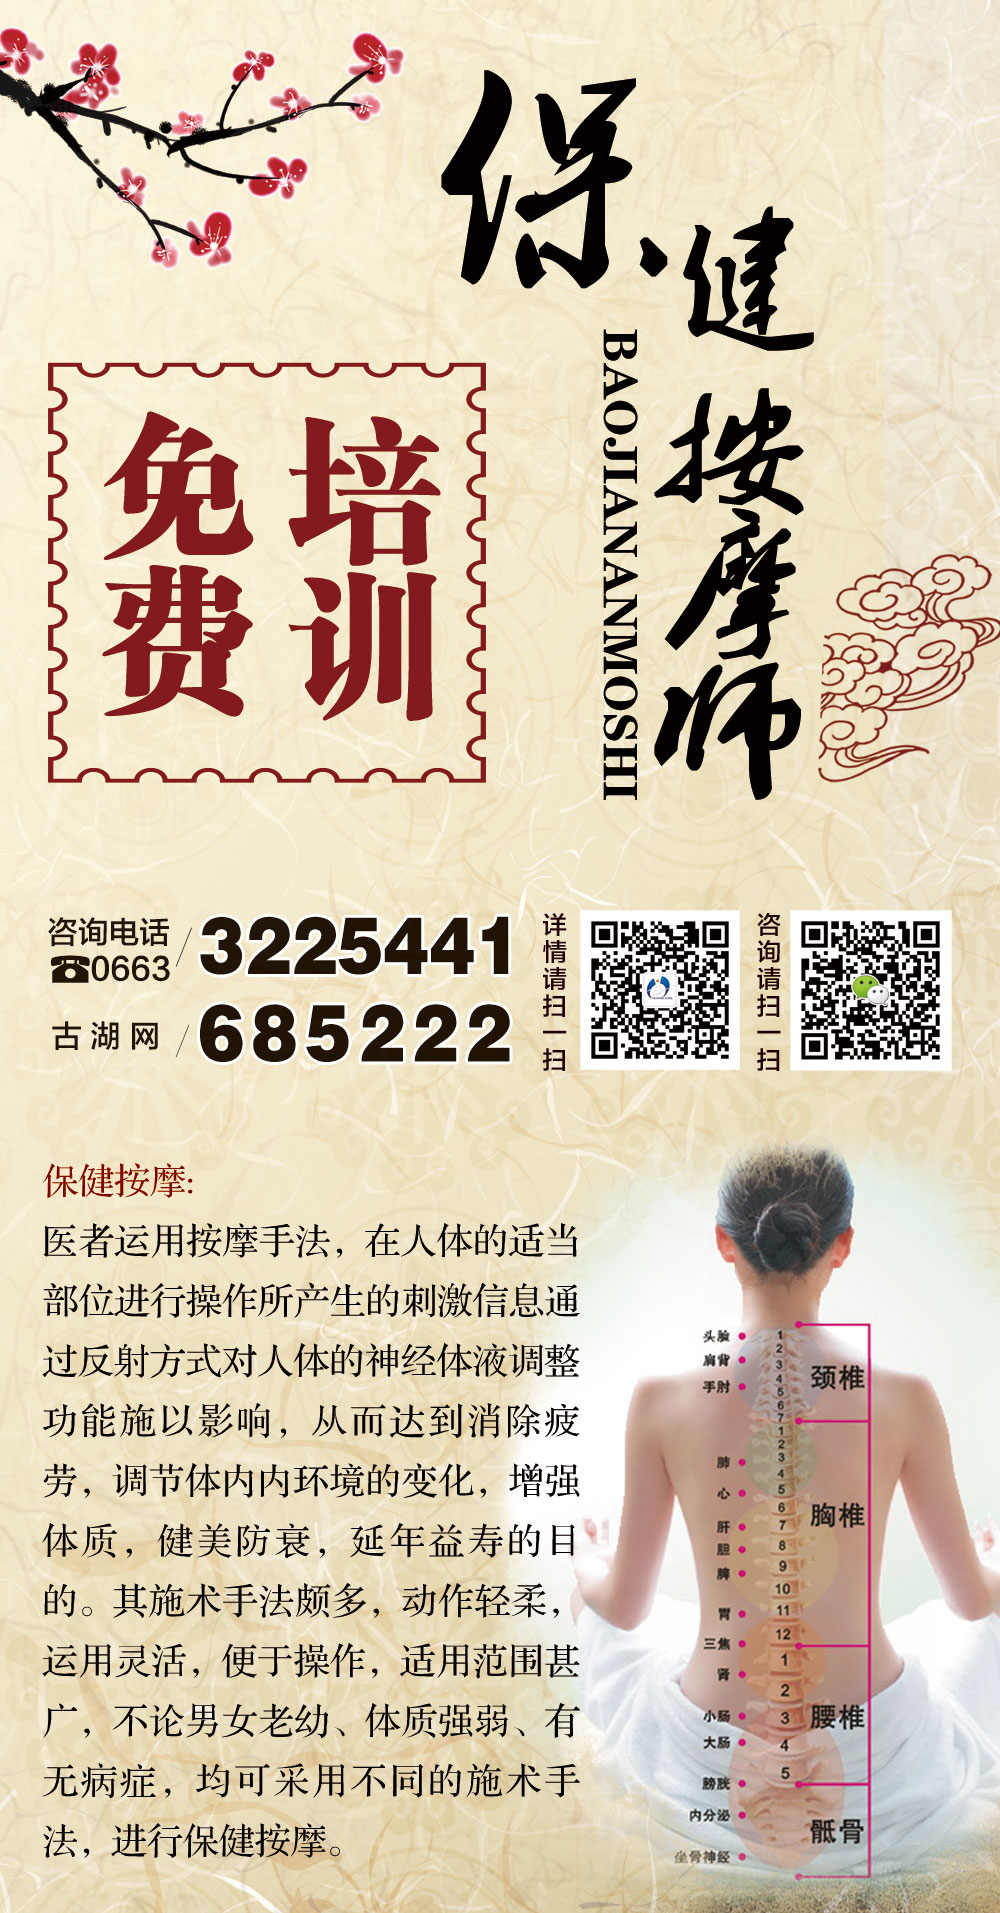 保健按摩师
BAOJIANANMOSHI
免费
培训
咨询电话
☎0663
3225441
古湖网
685222
详情请扫一扫
咨询请扫一扫
保健按摩:
医者运用按摩手法，在人体的适当
部位进行操作所产生的刺激信息通
过反射方式对人体的神经体液调整
功能施以影响，从而达到消除疲
劳，调节体内内环境的变化，增强
体质，健美防衰，延年益寿的目
的。其施术手法颇多，动作轻柔，
运用灵活，便于操作，适用范围甚
广，不论男女老幼、体质强弱、有
无病症，均可采用不同的施术手
法，进行保健按摩。
头脸
肩背
手肘
肺
心
肝
胆
脾
胃
三焦
肾
小肠
大肠
膀胱
内分泌
坐骨神经
1
2
3
4
5
6
7
1
2
3
4
5
6
7
8
9
10
11
12
1
2
3
4
5
颈椎
胸椎
腰椎
骶骨